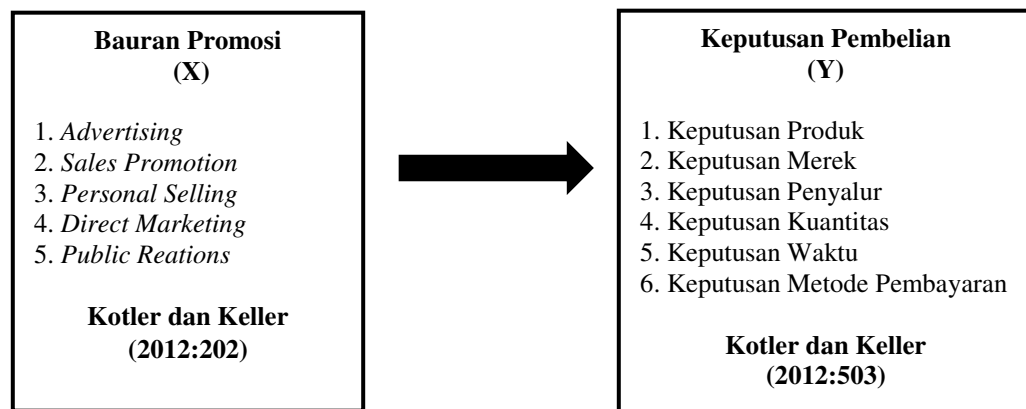 Bauran Promosi
(X)
1. Advertising
2. Sales Promotion
3. Personal Selling
4. Direct Marketing
5. Public Reations
Kotler dan Keller
(2012:202)
Keputusan Pembelian
(Y)
1. Keputusan Produk
2. Keputusan Merek
3. Keputusan Penyalur
4. Keputusan Kuantitas
5. Keputusan Waktu
6. Keputusan Metode Pembayaran
Kotler dan Keller
(2012:503)